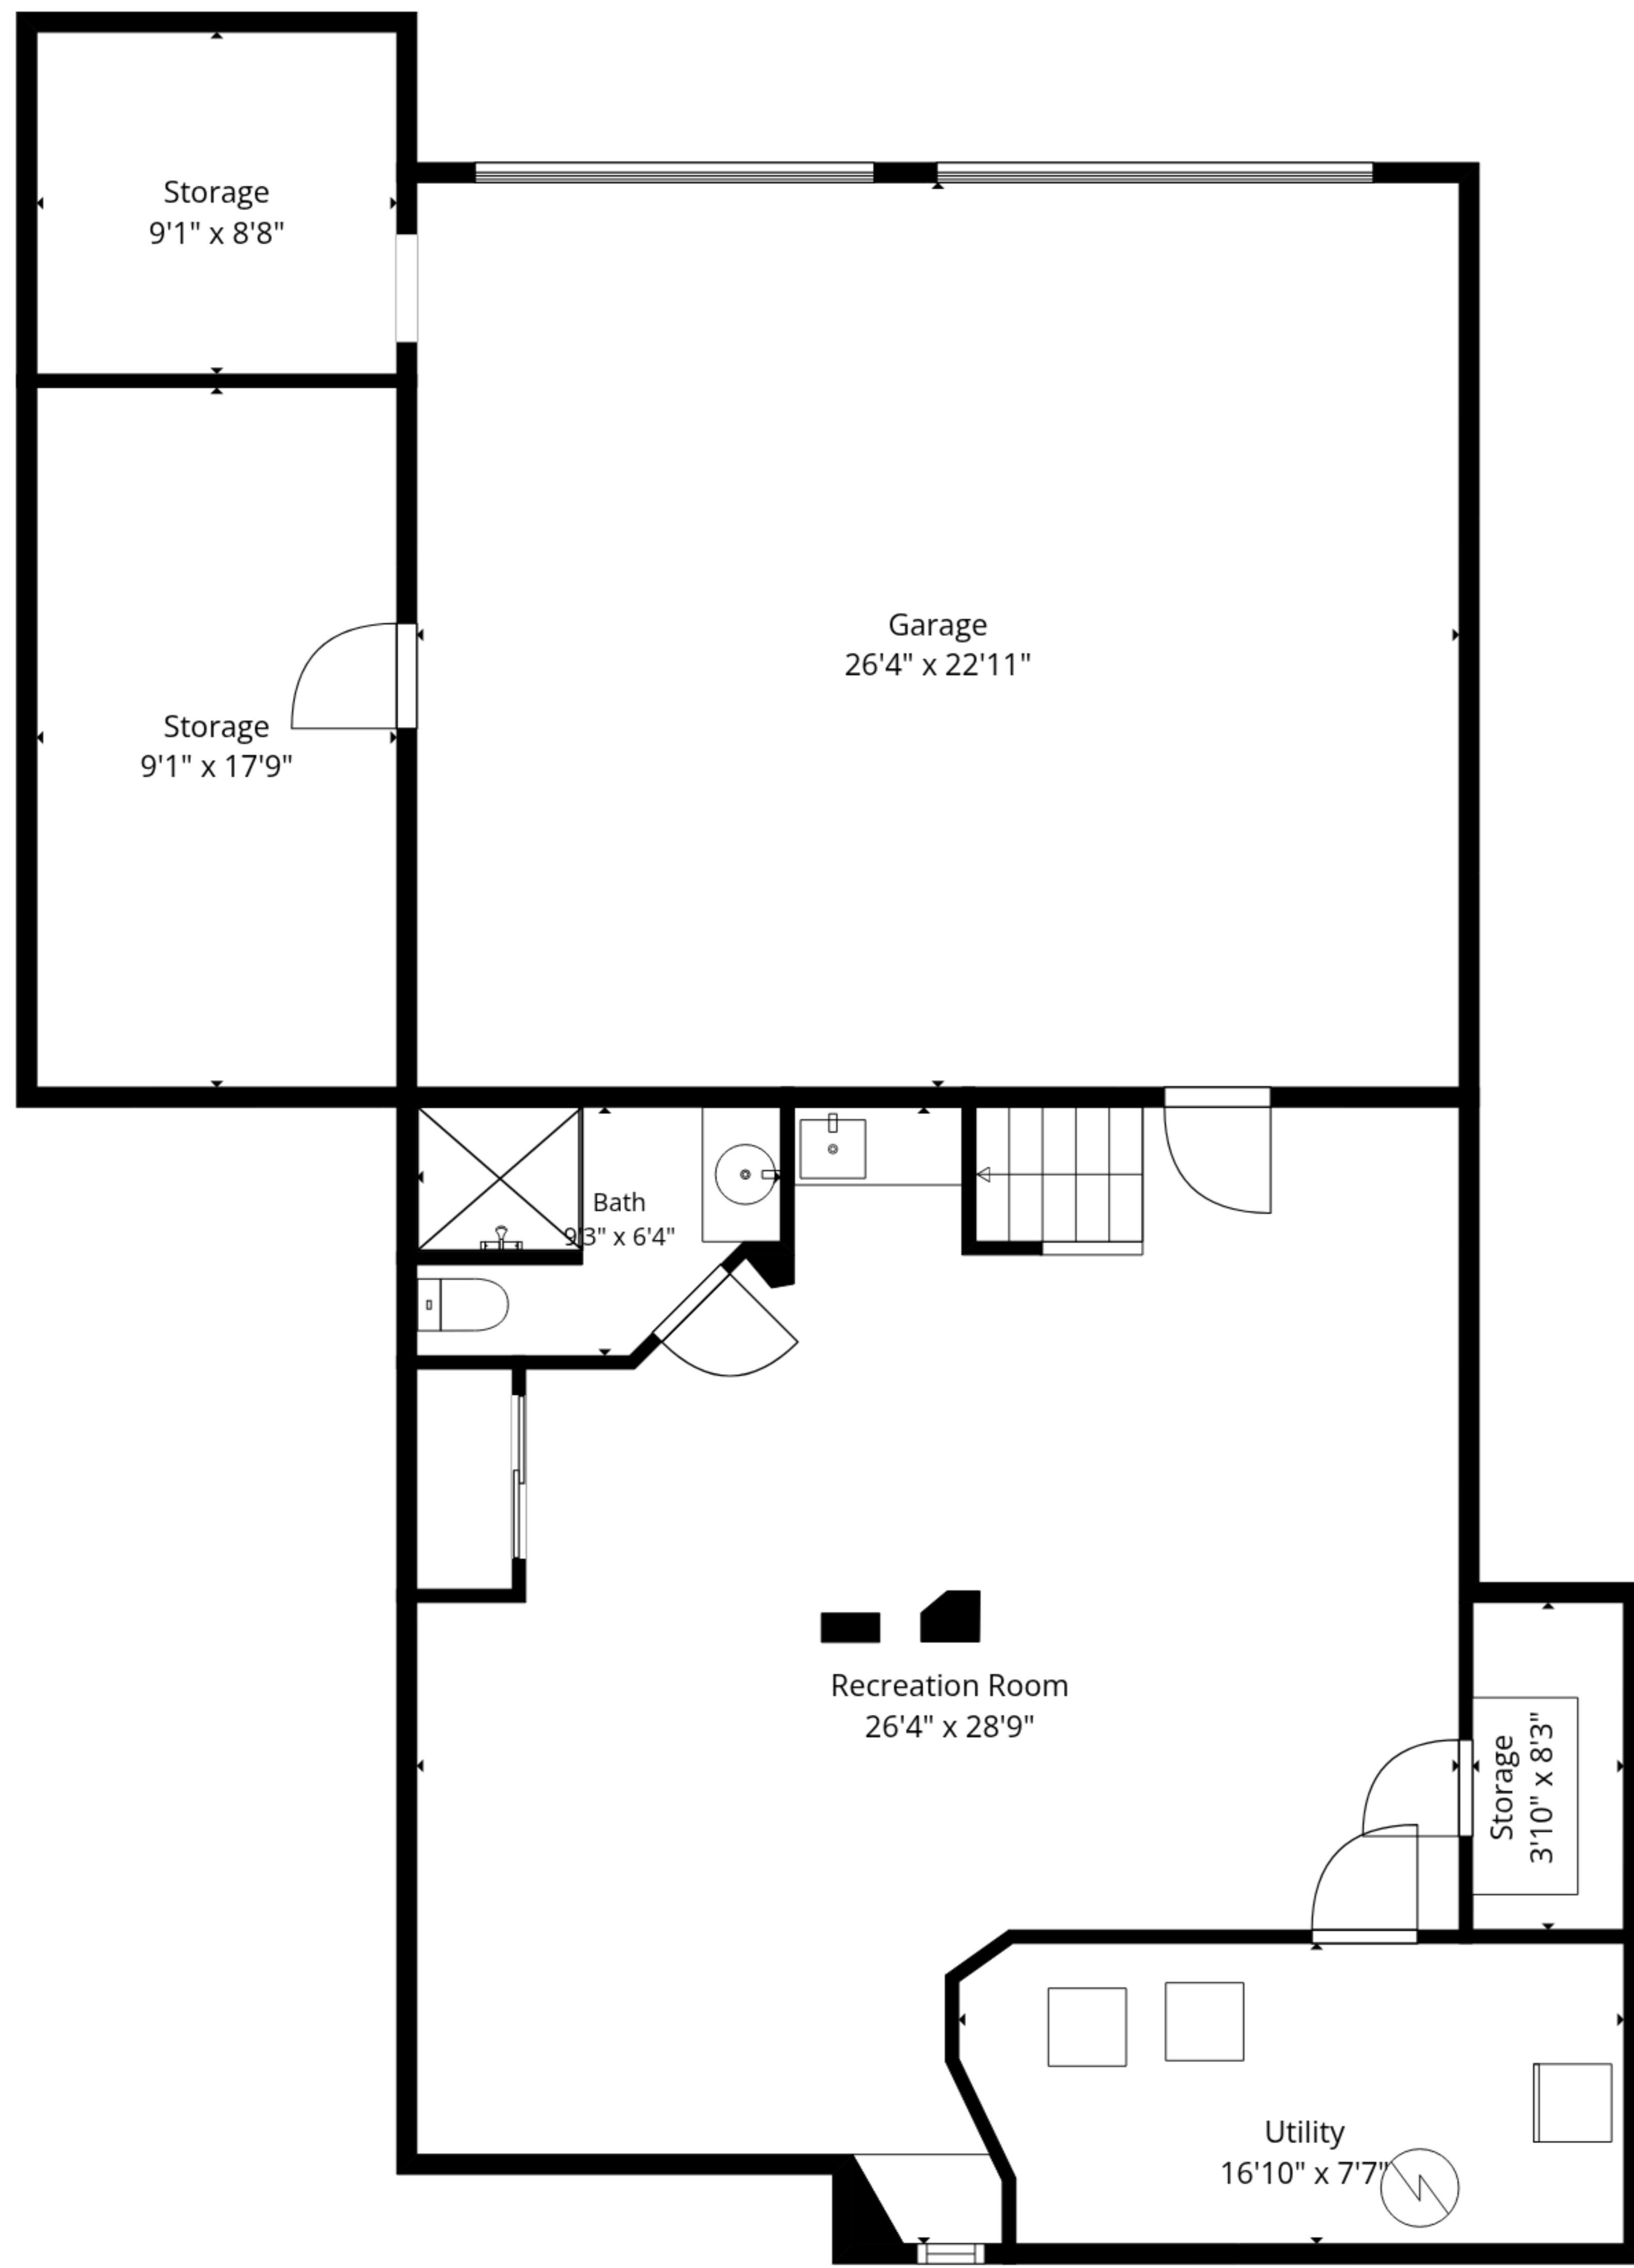 Storage
9'1" x 8'8"
Garage
26'4" x 22'11"
Storage
9'1" x 17'9"
Bath
9'3" x 6'4"
Recreation Room
26'4" x 28'9"
Storage
3'10" x 8'3"
Utility
16'10" x 7'7"